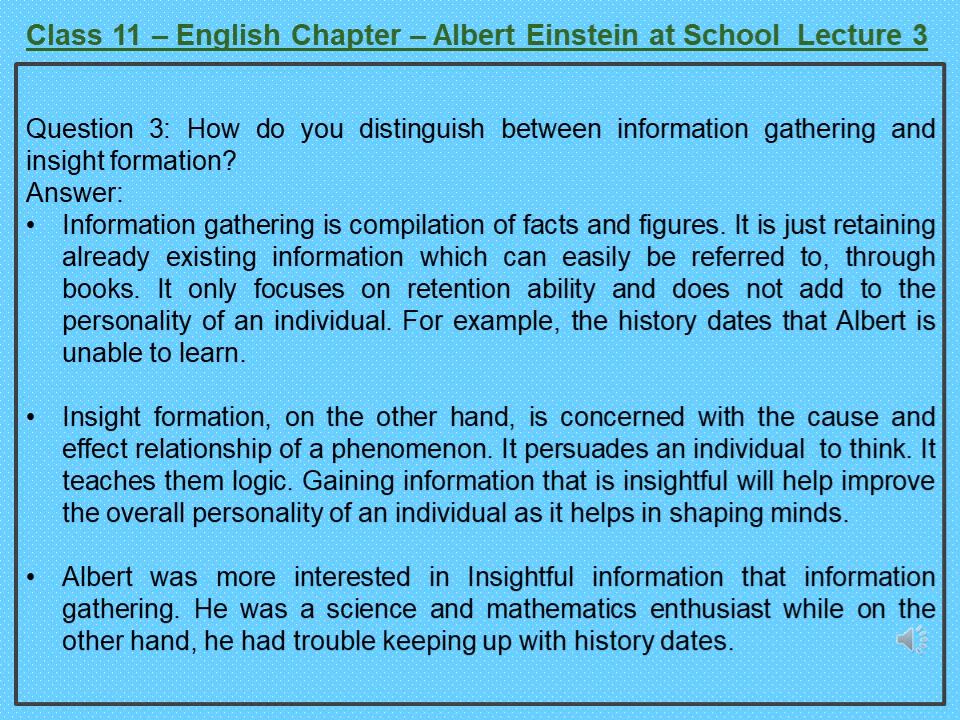 Class 11 – English Chapter – Albert Einstein at School  Lecture 3
Question 3: How do you distinguish between information gathering and
insight formation?
Answer:
• Information gathering is compilation of facts and figures. It is just retaining
already existing information which can easily be referred to, through
books. It only focuses on retention ability and does not add to the
personality of an individual. For example, the history dates that Albert is
unable to learn.
• Insight formation, on the other hand, is concerned with the cause and
effect relationship of a phenomenon. It persuades an individual  to think. It
teaches them logic. Gaining information that is insightful will help improve
the overall personality of an individual as it helps in shaping minds.
• Albert was more interested in Insightful information that information
gathering. He was a science and mathematics enthusiast while on the
other hand, he had trouble keeping up with history dates.